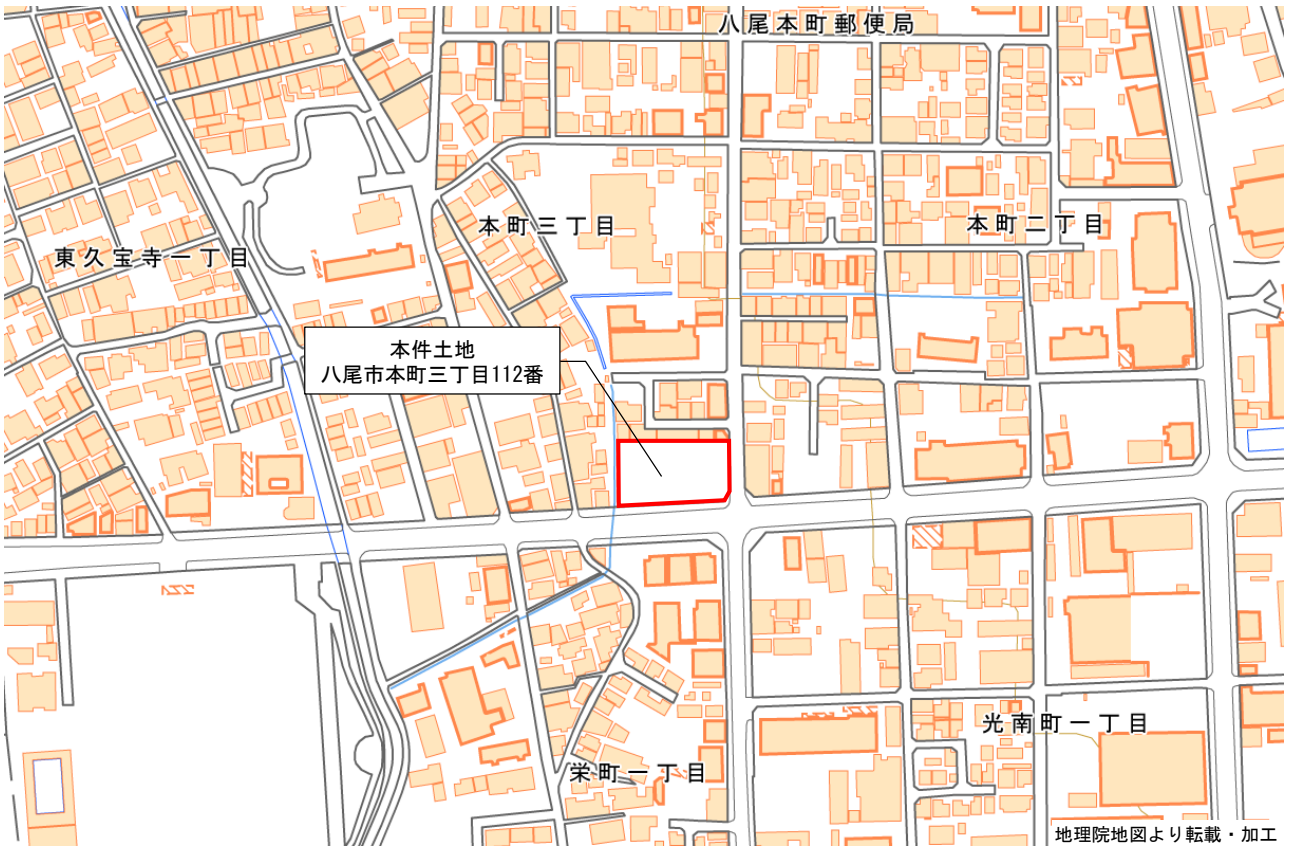 八尾本町郵便局
本町三丁目
本町二丁目
東久宝寺一丁目
本件土地
八尾市本町三丁目112番
光南町一丁目
栄町一丁目
地理院地図より転載・加工